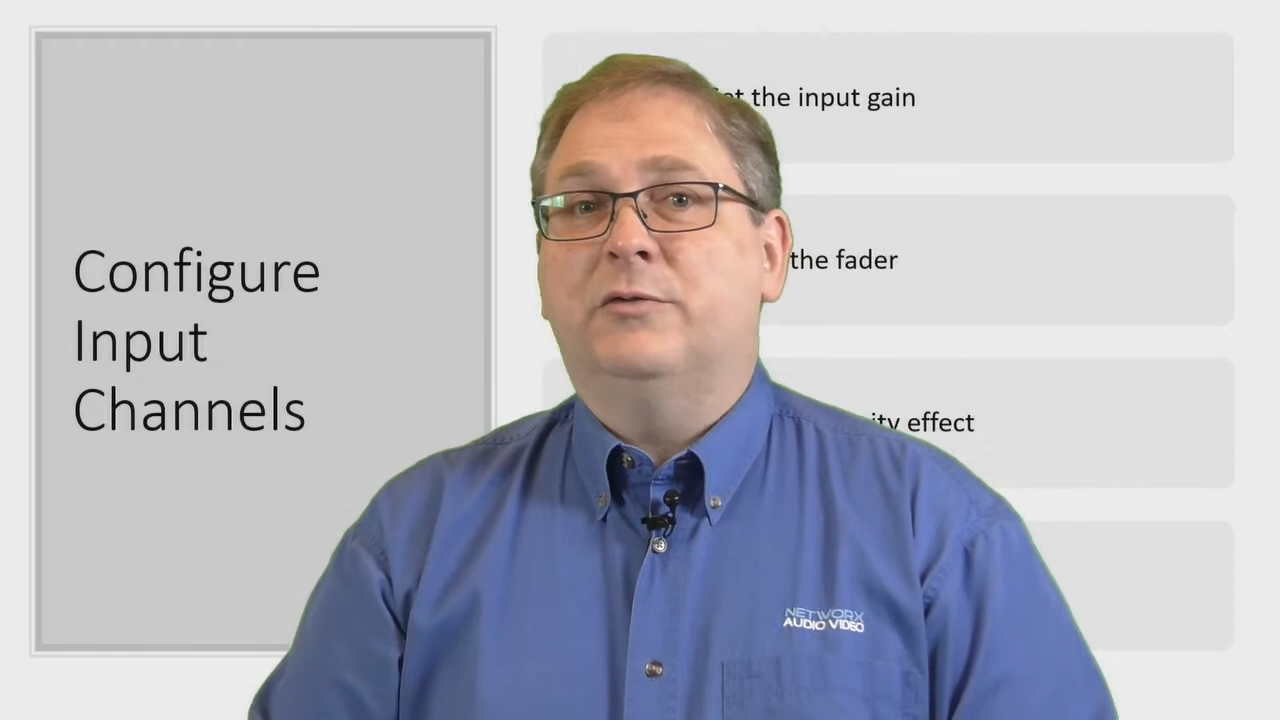 Configure
Input
Channels
the input gain
the fader
effect
NETWORX
AUDIO VIDEO